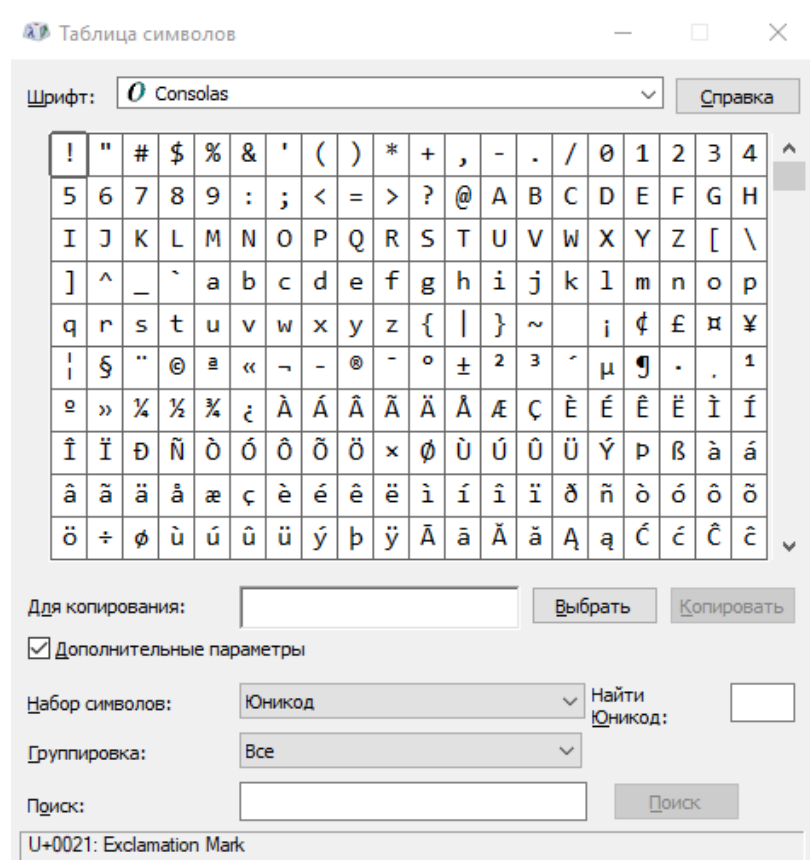 Таблица символов
Шрифт: O Consolas Справка
! " # $ % & ' ( ) * + , - . / 0 1 2 3 4
5 6 7 8 9 : ; < = > ? @ A B C D E F G H
I J K L M N O P Q R S T U V W X Y Z [ \
] ^ _ ` a b c d e f g h i j k l m n o p
q r s t u v w x y z { | } ~ ¡ ¢ £ ¤ ¥
¦ § ¨ © ª « ¬ - ® ¯ ° ± ² ³ ´ µ ¶ · ¸ ¹
º » ¼ ½ ¾ ¿ À Á Â Ã Ä Å Æ Ç È É Ê Ë Ì Í
Î Ï Ð Ñ Ò Ó Ô Õ Ö × Ø Ù Ú Û Ü Ý Þ ß à á
â ã ä å æ ç è é ê ë ì í î ï ð ñ ò ó ô õ
ö ÷ ø ù ú û ü ý þ ÿ Ā ā Ă ă Ą ą Ć ć Ĉ ĉ
Для копирования: Выбрать Копировать
Дополнительные параметры
Набор символов: Юникод Найти Юникод:
Группировка: Все
Поиск: Поиск
U+0021: Exclamation Mark